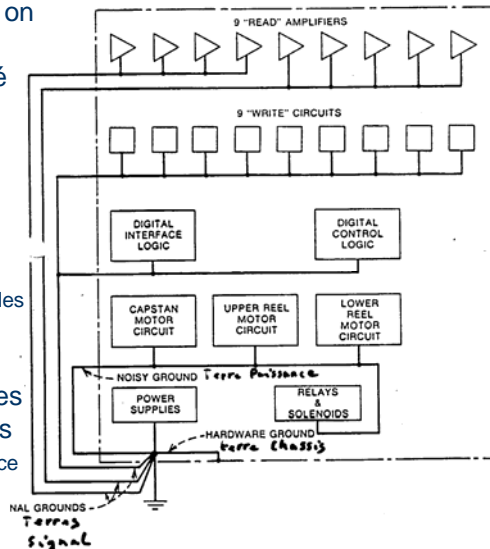 on
é
les
es
s
ce
9 "READ" AMPLIFIERS
9 "WRITE" CIRCUITS
DIGITAL
INTERFACE
LOGIC
DIGITAL
CONTROL
LOGIC
CAPSTAN
MOTOR
CIRCUIT
UPPER REEL
MOTOR
CIRCUIT
LOWER
REEL
MOTOR
CIRCUIT
NOISY GROUND Terre Puissance
POWER
SUPPLIES
RELAYS
&
SOLENOIDS
HARDWARE GROUND
terre Chassis
NAL GROUNDS
Terres
Signal